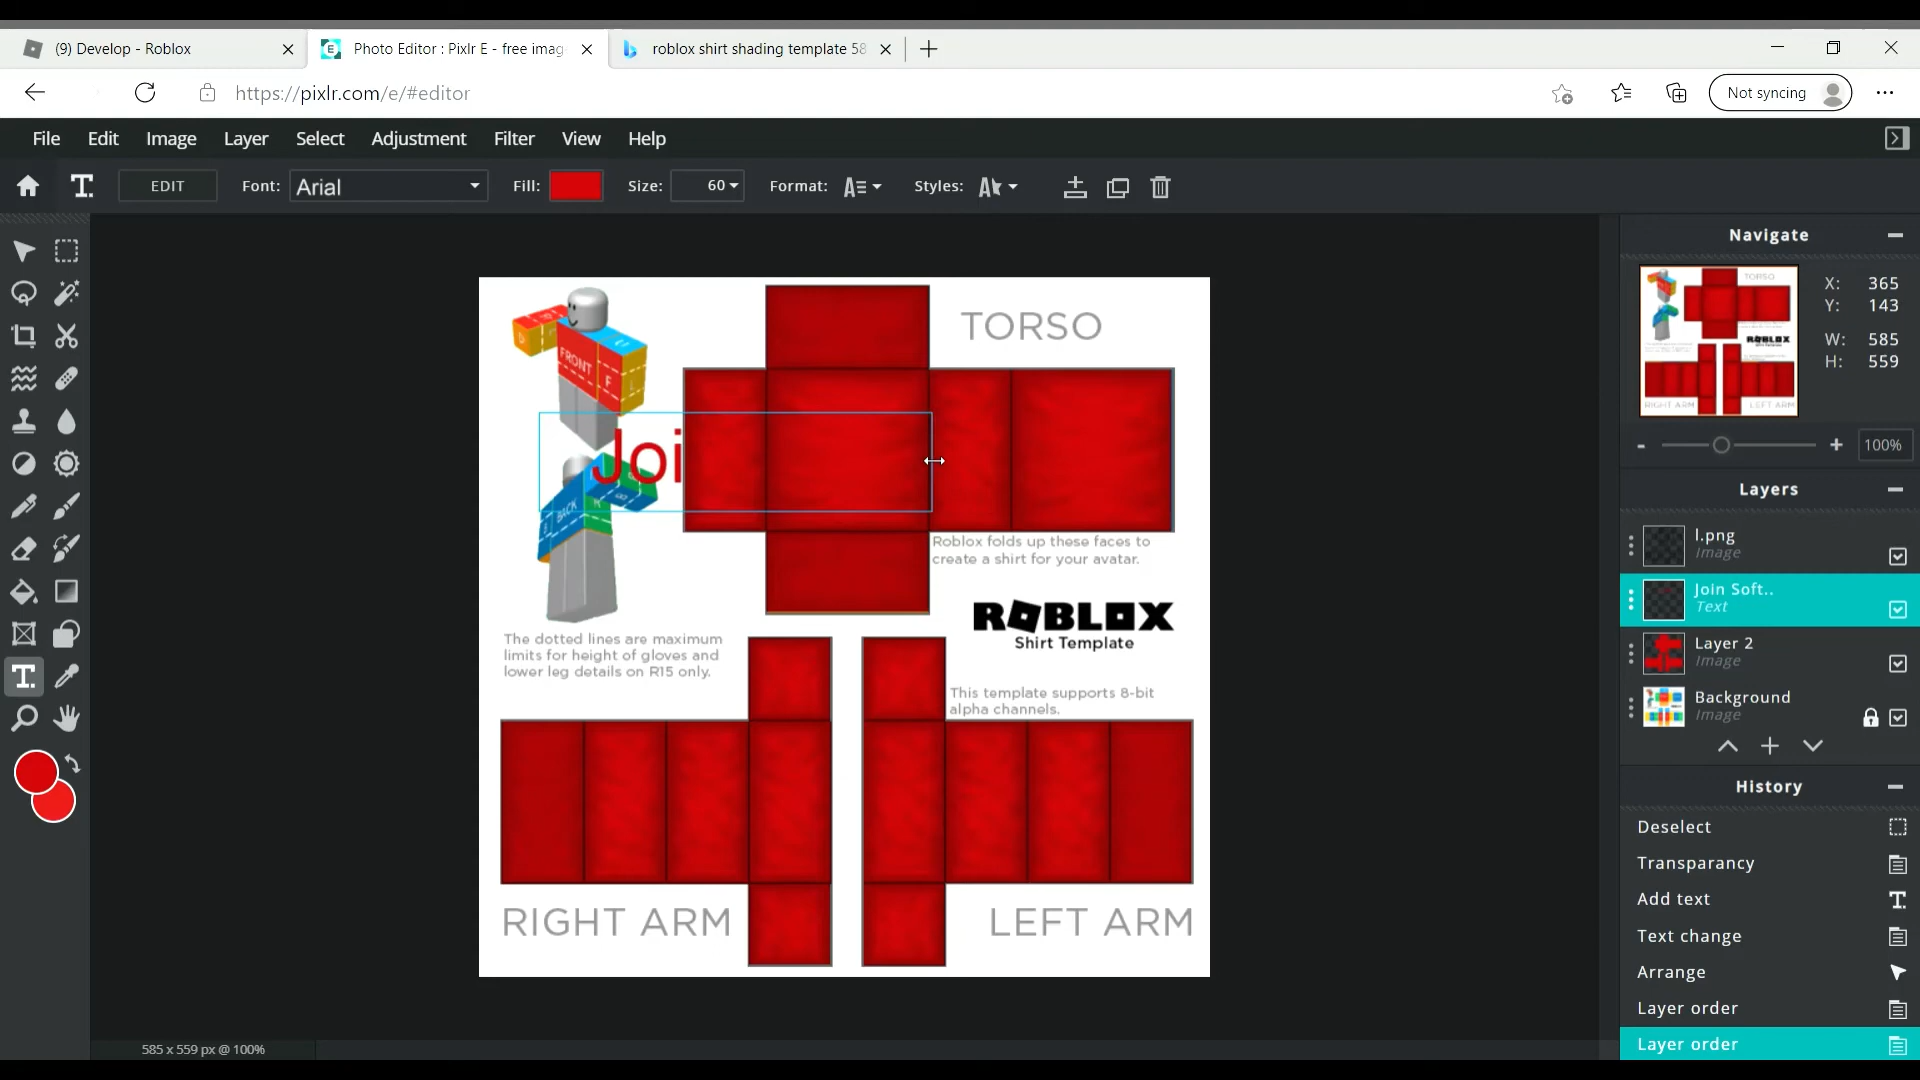 (9) Develop - Roblox
Photo Editor : Pixlr E - free imag
roblox shirt shading template 58
https://pixlr.com/e/#editor
Not syncing
File Edit Image Layer Select Adjustment Filter View Help
EDIT Font: Arial Fill: Size: 60 Format: Styles:
Navigate
X: 365
Y: 143
W: 585
H: 559
100%
TORSO
FRONT F L
Joi
BACK
Roblox folds up these faces to
create a shirt for your avatar.
ROBLOX
Shirt Template
The dotted lines are maximum
limits for height of gloves and
lower leg details on R15 only.
This template supports 8-bit
alpha channels.
RIGHT ARM
LEFT ARM
Layers
l.png
Image
Join Soft..
Text
Layer 2
Image
Background
Image
History
Deselect
Transparancy
Add text
Text change
Arrange
Layer order
Layer order
585 x 559 px @ 100%